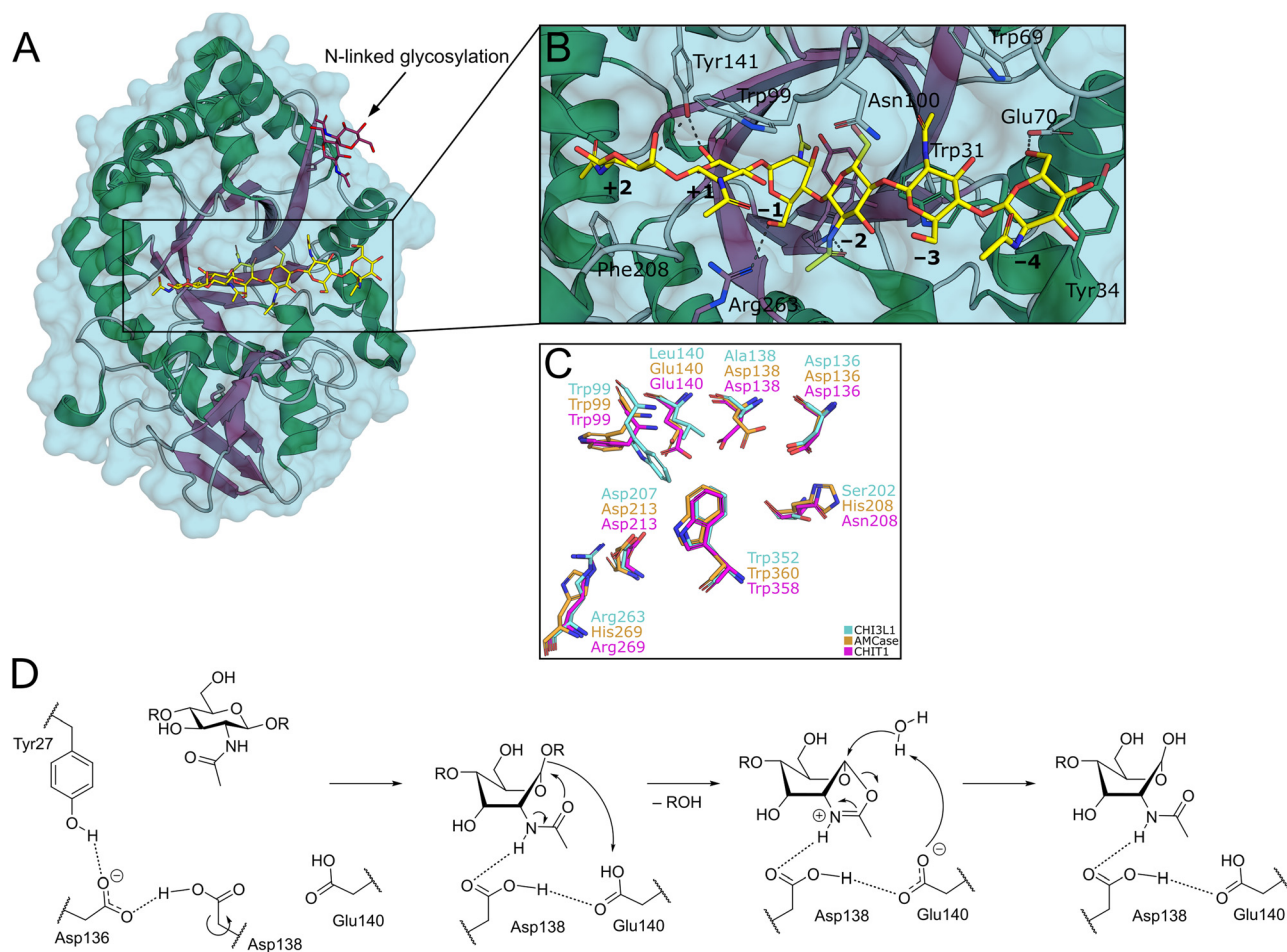 A
N-linked glycosylation
B
Tyr141
Trp99
Asn100
Trp69
Glu70
Trp31
+2
+1
–1
–2
–3
–4
Phe208
Arg263
Tyr34
C
Leu140
Glu140
Glu140
Ala138
Asp138
Asp138
Asp136
Asp136
Asp136
Trp99
Trp99
Trp99
Asp207
Asp213
Asp213
Ser202
His208
Asn208
Trp352
Trp360
Trp358
Arg263
His269
Arg269
CHI3L1
AMCase
CHIT1
D
Tyr27
O
H
O
⊖
O
Asp136
OH
O
RO
HO
OR
NH
O
H
O
O
Asp138
HO
O
Glu140
OH
RO
O
OR
HO
N
H
O
O
OH
Asp138
HO
O
Glu140
– ROH
OH
RO
O
HO
O
N
⊕
H
O
H
H
O
OH
Asp138
O
⊖
O
Glu140
OH
OH
RO
O
HO
N
H
O
O
OH
Asp138
HO
O
Glu140